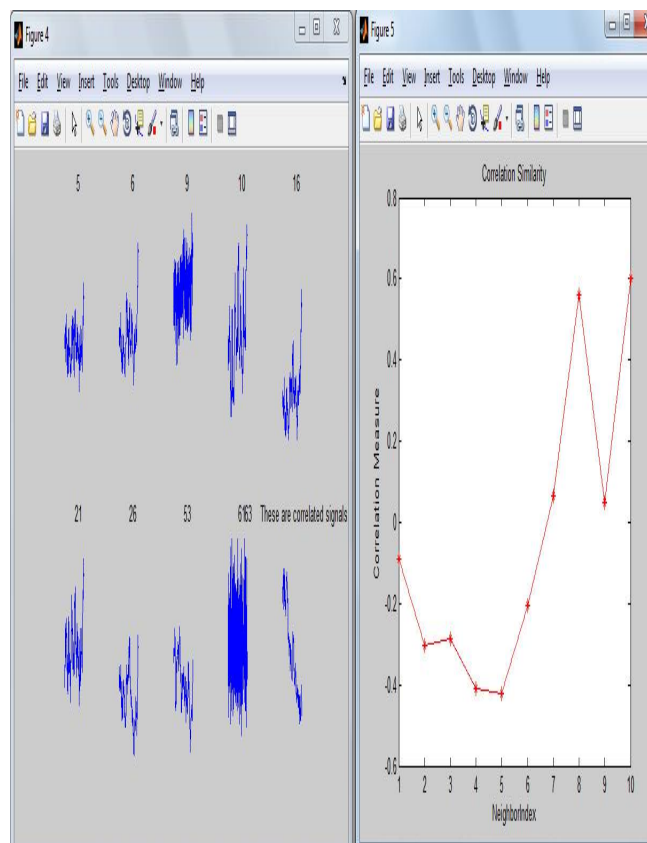 Figure 4
File Edit View Insert Tools Desktop Window Help
5 6 9 10 16
21 26 53 6163 These are correlated signals
Figure 5
File Edit View Insert Tools Desktop Window Help
Correlation Similarity
0.8
0.6
0.4
0.2
0
-0.2
-0.4
-0.6
Correlation Measure
1 2 3 4 5 6 7 8 9 10
NeighborIndex